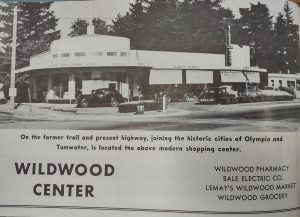 On the former trail and present highway, joining the historic cities of Olympia and
Tumwater, is located the above modern shopping center.
WILDWOOD
CENTER
WILDWOOD PHARMACY
BALE ELECTRIC CO.
LEMAY'S WILDWOOD MARKET
WILDWOOD GROCERY